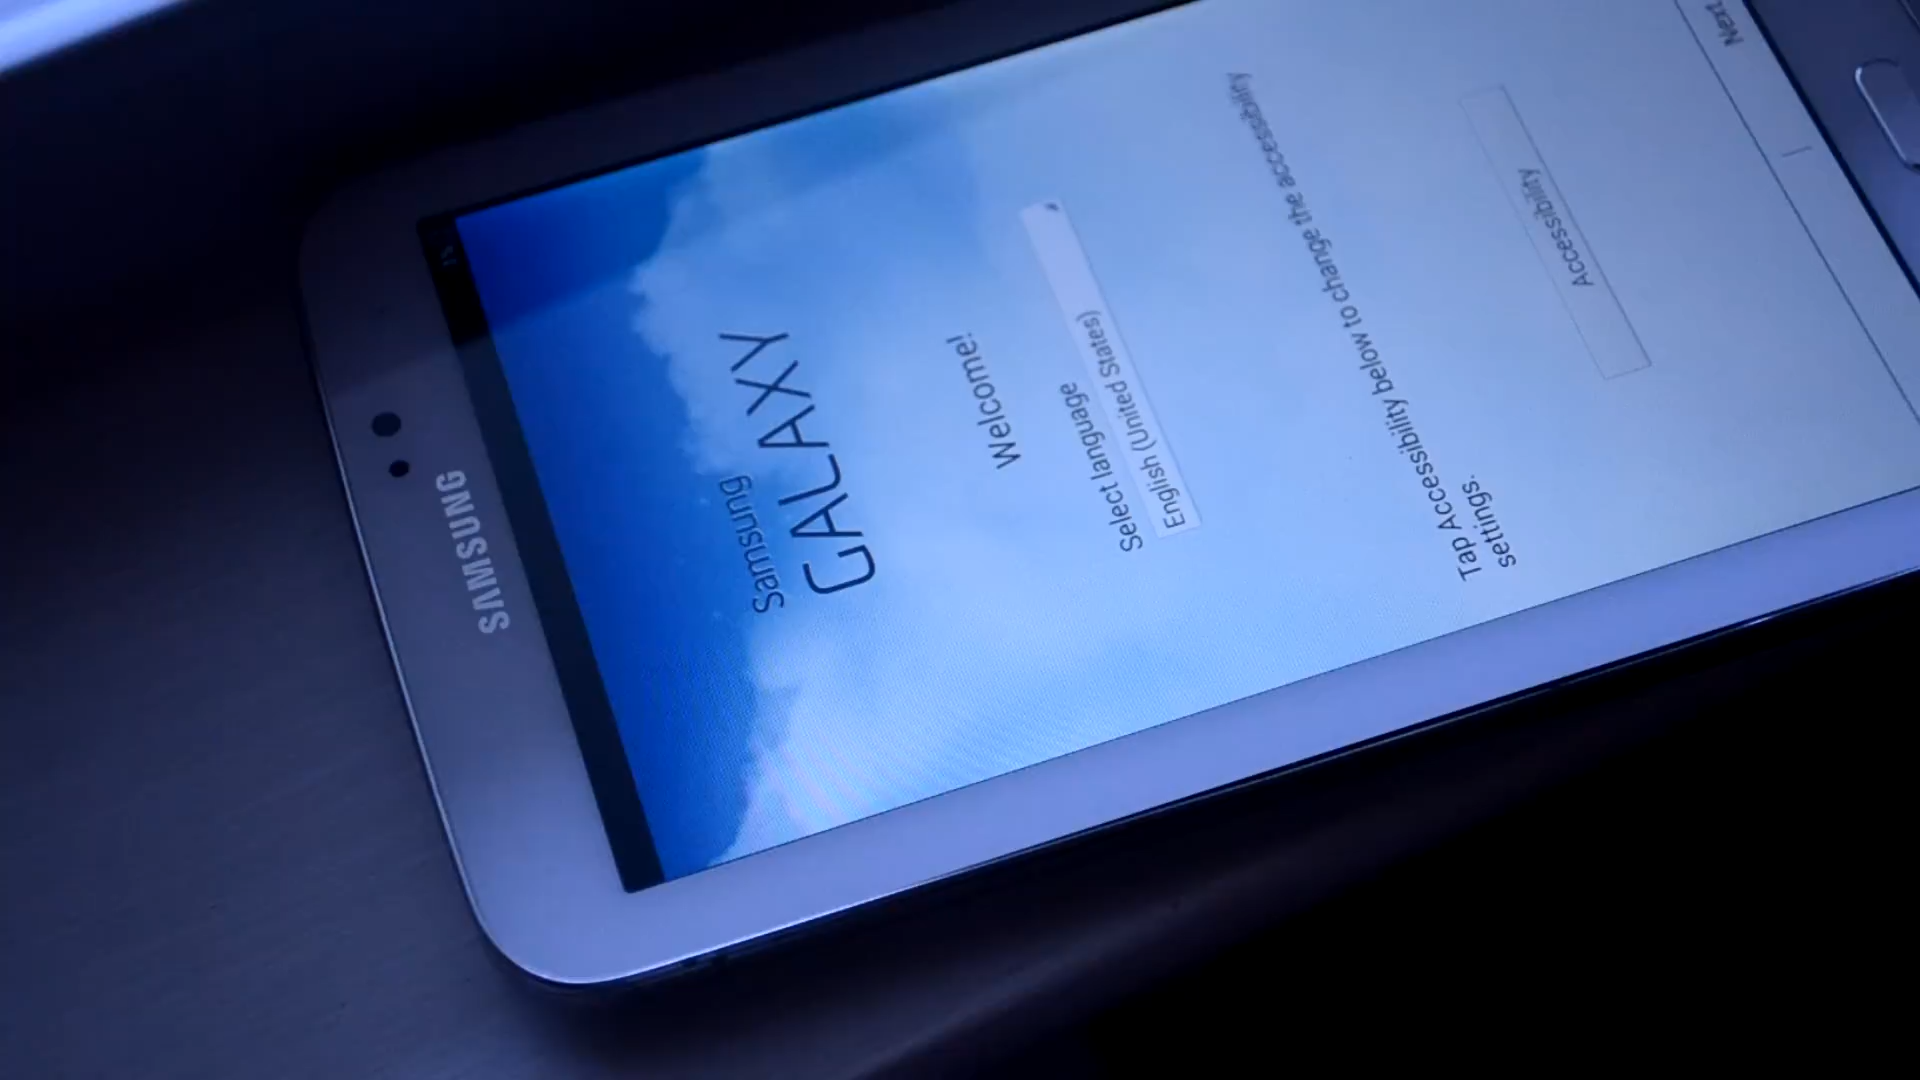 SAMSUNG
Samsung
GALAXY
Welcome!
Select language
English (United States)
Tap Accessibility below to change the accessibility
settings.
Accessibility
Next